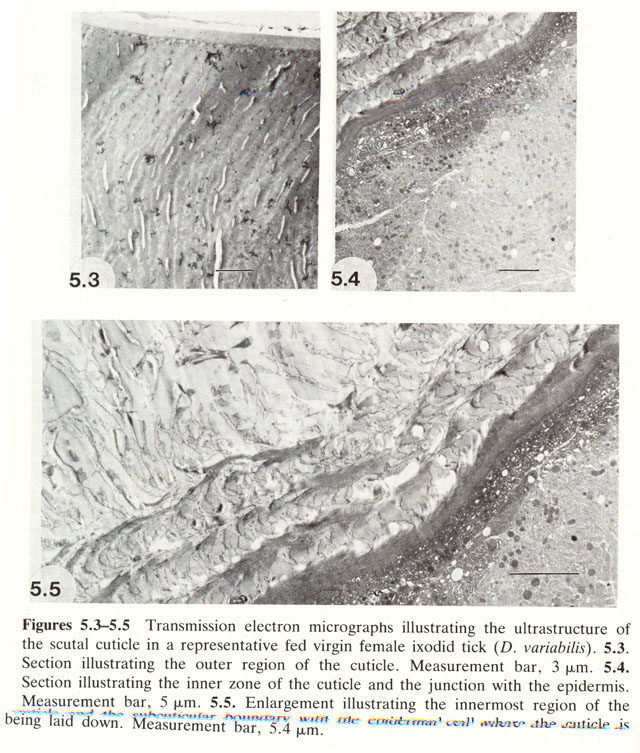 5.3
5.4
5.5
Figures 5.3–5.5 Transmission electron micrographs illustrating the ultrastructure of
the scutal cuticle in a representative fed virgin female ixodid tick (D. variabilis). 5.3.
Section illustrating the outer region of the cuticle. Measurement bar, 3 μm. 5.4.
Section illustrating the inner zone of the cuticle and the junction with the epidermis.
Measurement bar, 5 μm. 5.5. Enlargement illustrating the innermost region of the
cuticle and the subcuticular boundary with the epidermal cell where the cuticle is
being laid down. Measurement bar, 5.4 μm.